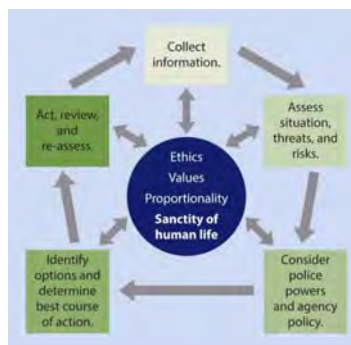 Collect
information.
Assess
situation,
threats, and
risks.
Consider
police
powers
and agency
policy.
Identify
options and
determine
best course
of action.
Act, review,
and
re-assess.
Ethics
Values
Proportionality
Sanctity of
human life